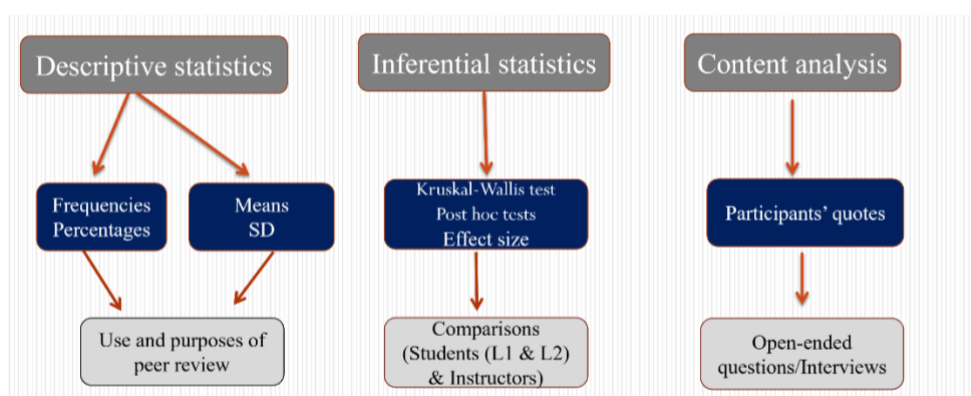 Descriptive statistics
Inferential statistics
Content analysis
Frequencies
Percentages
Means
SD
Kruskal-Wallis test
Post hoc tests
Effect size
Participants' quotes
Use and purposes of
peer review
Comparisons
(Students (L1 & L2)
& Instructors)
Open-ended
questions/Interviews